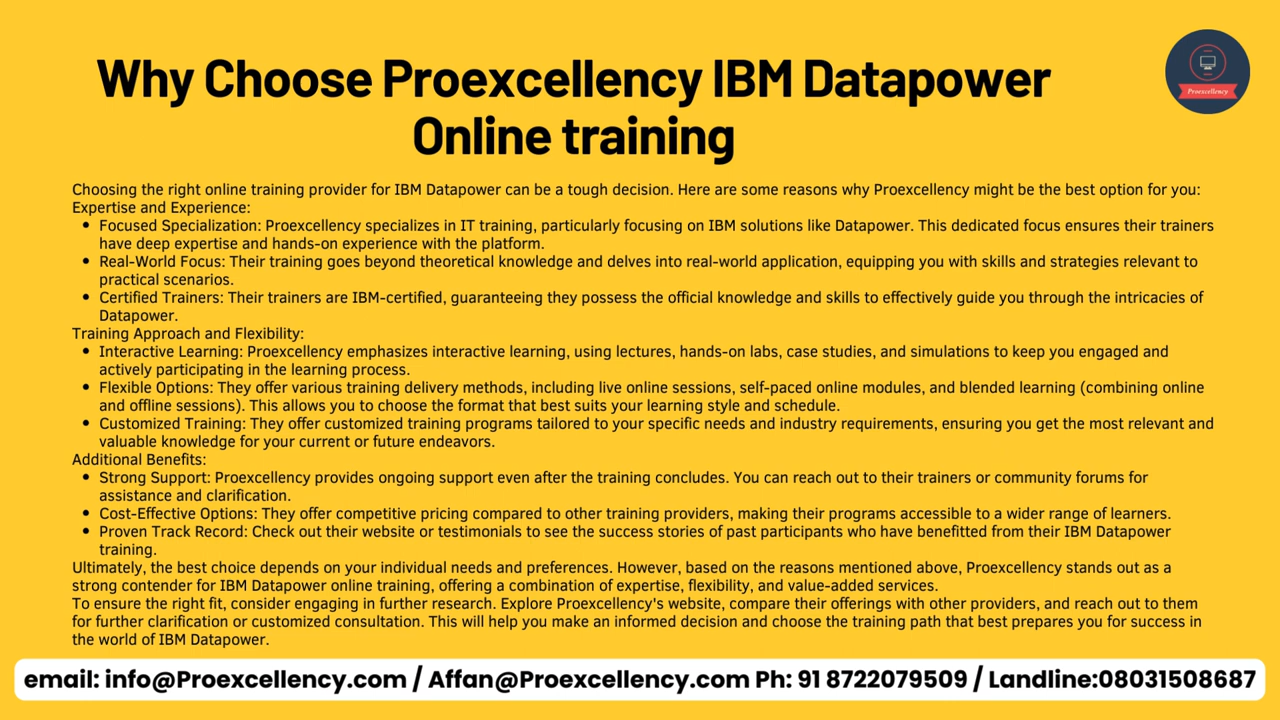 Why Choose Proexcellency IBM Datapower
Online training
Proexcellency
Choosing the right online training provider for IBM Datapower can be a tough decision. Here are some reasons why Proexcellency might be the best option for you:
Expertise and Experience:
• Focused Specialization: Proexcellency specializes in IT training, particularly focusing on IBM solutions like Datapower. This dedicated focus ensures their trainers
have deep expertise and hands-on experience with the platform.
• Real-World Focus: Their training goes beyond theoretical knowledge and delves into real-world application, equipping you with skills and strategies relevant to
practical scenarios.
• Certified Trainers: Their trainers are IBM-certified, guaranteeing they possess the official knowledge and skills to effectively guide you through the intricacies of
Datapower.
Training Approach and Flexibility:
• Interactive Learning: Proexcellency emphasizes interactive learning, using lectures, hands-on labs, case studies, and simulations to keep you engaged and
actively participating in the learning process.
• Flexible Options: They offer various training delivery methods, including live online sessions, self-paced online modules, and blended learning (combining online
and offline sessions). This allows you to choose the format that best suits your learning style and schedule.
• Customized Training: They offer customized training programs tailored to your specific needs and industry requirements, ensuring you get the most relevant and
valuable knowledge for your current or future endeavors.
Additional Benefits:
• Strong Support: Proexcellency provides ongoing support even after the training concludes. You can reach out to their trainers or community forums for
assistance and clarification.
• Cost-Effective Options: They offer competitive pricing compared to other training providers, making their programs accessible to a wider range of learners.
• Proven Track Record: Check out their website or testimonials to see the success stories of past participants who have benefitted from their IBM Datapower
training.
Ultimately, the best choice depends on your individual needs and preferences. However, based on the reasons mentioned above, Proexcellency stands out as a
strong contender for IBM Datapower online training, offering a combination of expertise, flexibility, and value-added services.
To ensure the right fit, consider engaging in further research. Explore Proexcellency's website, compare their offerings with other providers, and reach out to them
for further clarification or customized consultation. This will help you make an informed decision and choose the training path that best prepares you for success in
the world of IBM Datapower.
email: info@Proexcellency.com / Affan@Proexcellency.com Ph: 91 8722079509 / Landline:08031508687